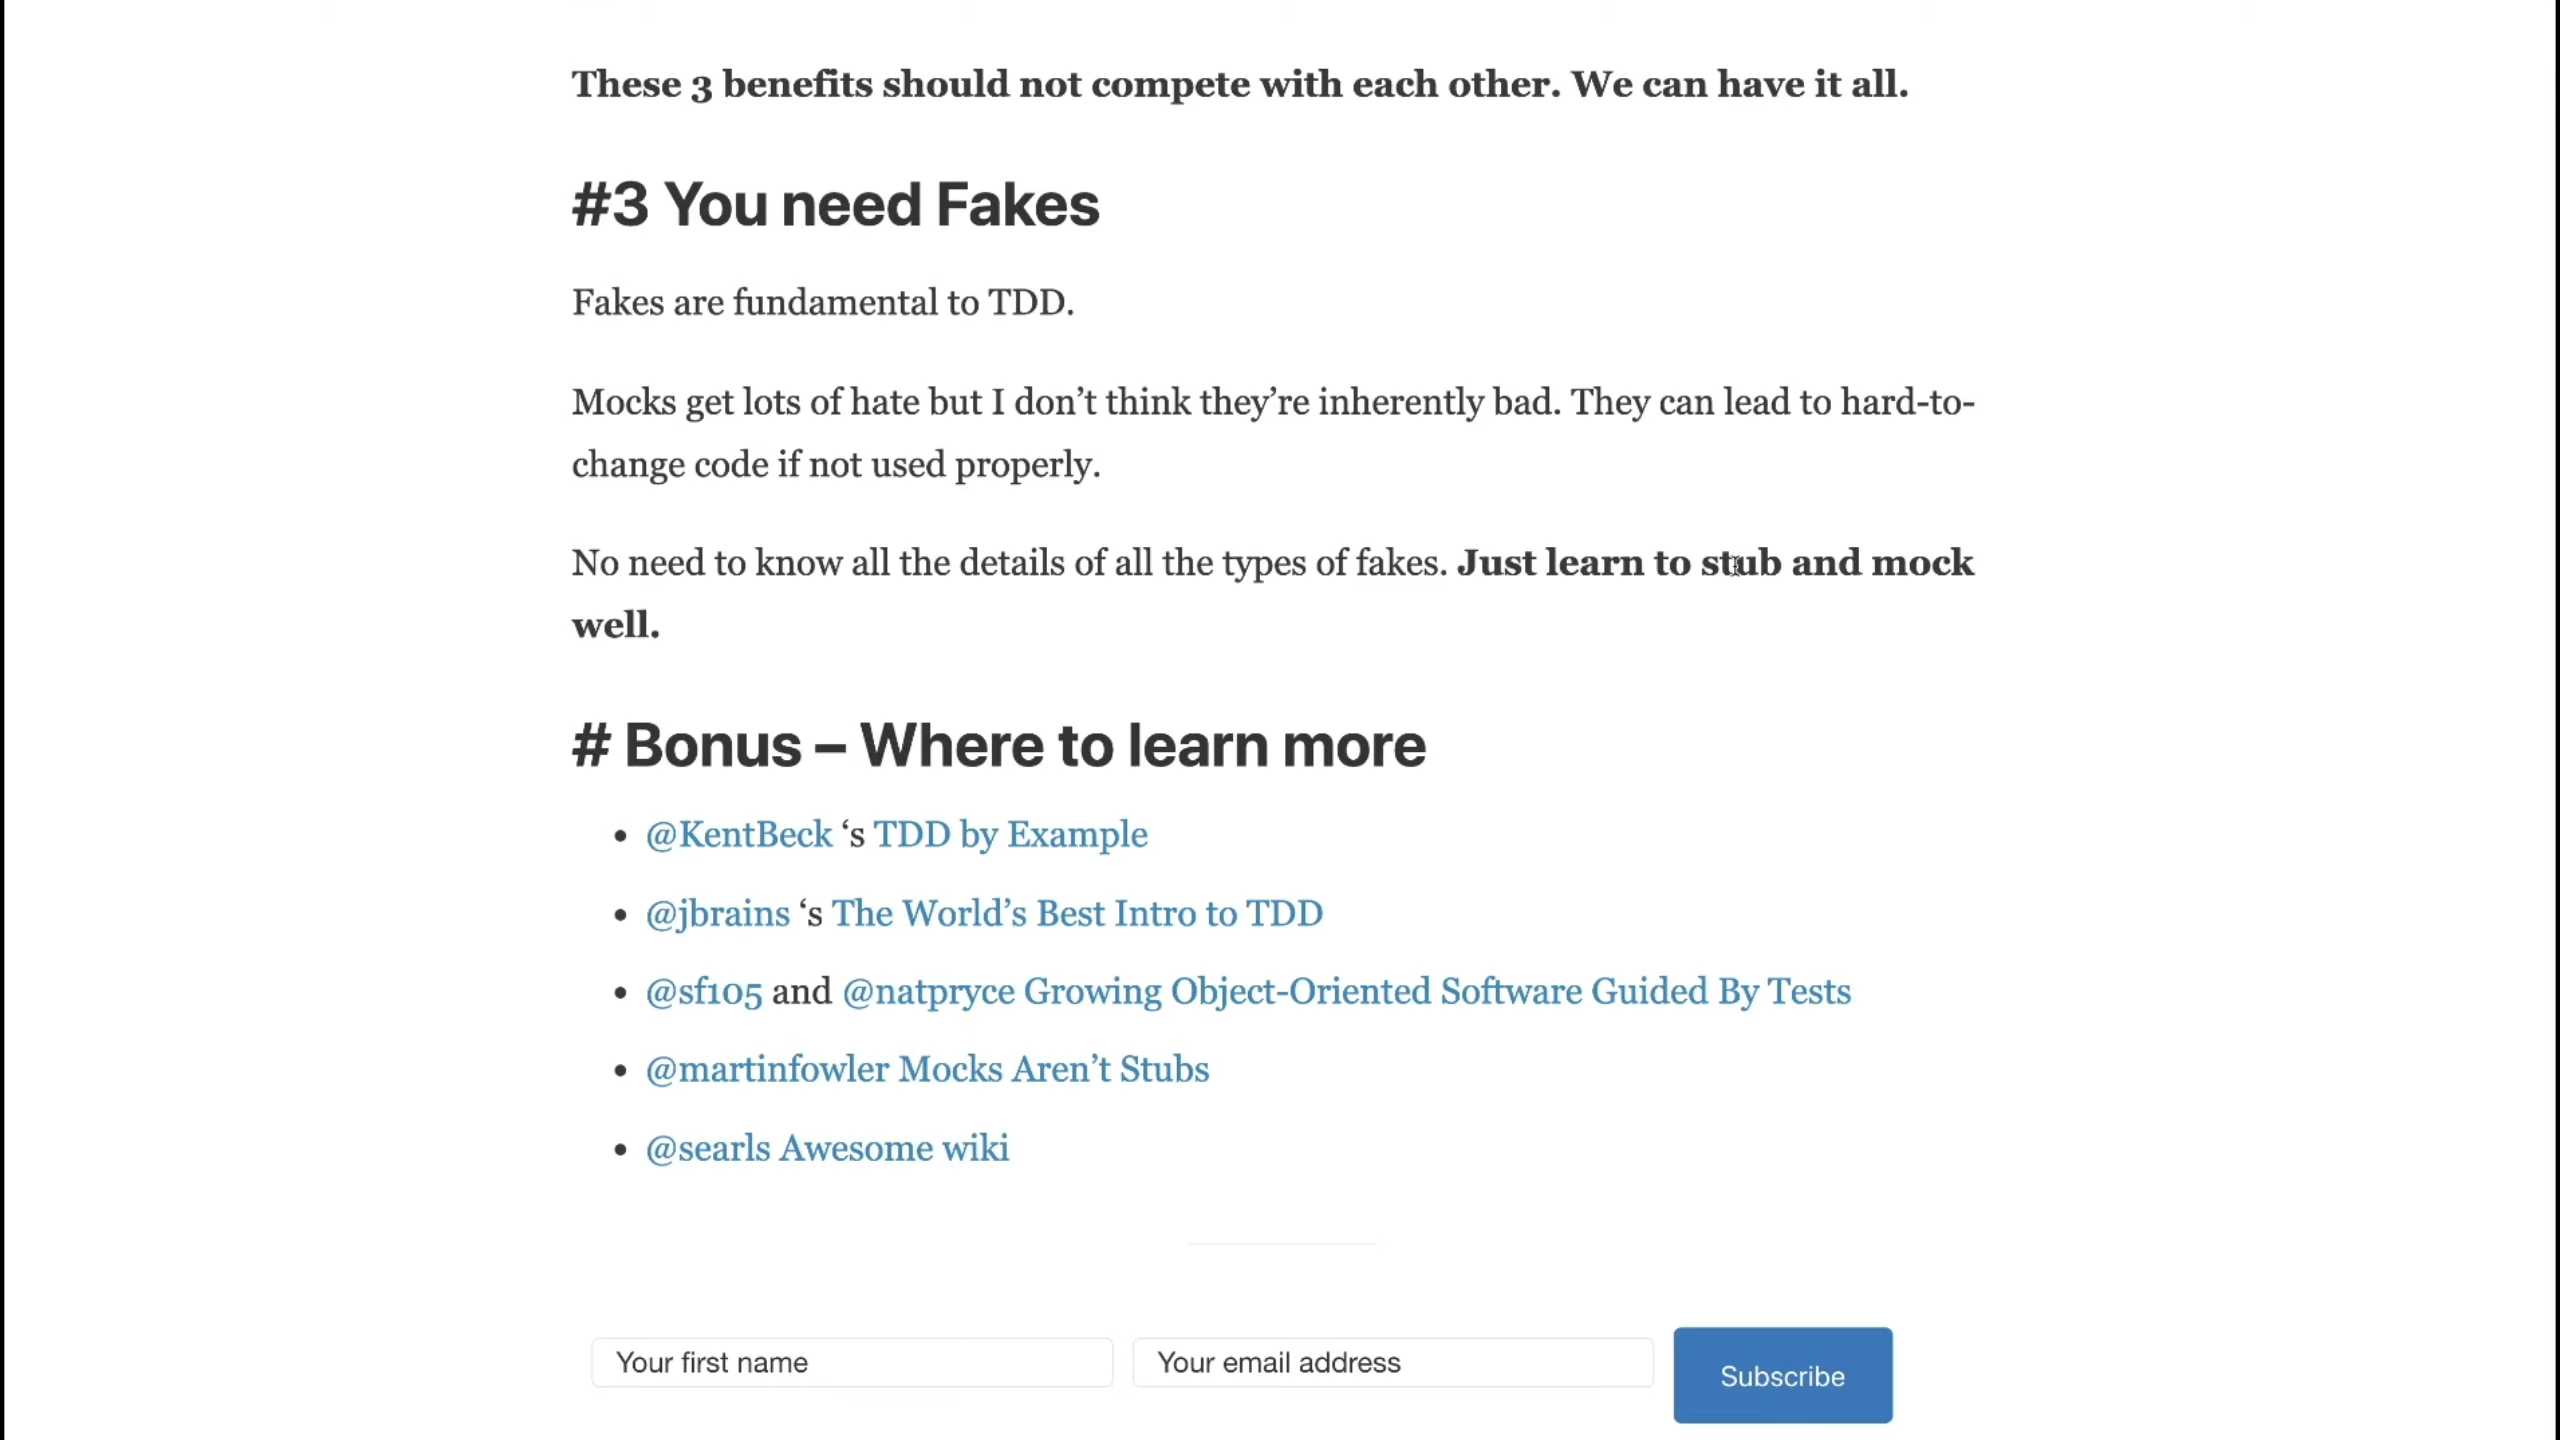 These 3 benefits should not compete with each other. We can have it all.
#3 You need Fakes
Fakes are fundamental to TDD.
Mocks get lots of hate but I don’t think they’re inherently bad. They can lead to hard-to-
change code if not used properly.
No need to know all the details of all the types of fakes. Just learn to stub and mock
well.
# Bonus – Where to learn more
• @KentBeck ‘s TDD by Example
• @jbrains ‘s The World’s Best Intro to TDD
• @sf105 and @natpryce Growing Object-Oriented Software Guided By Tests
• @martinfowler Mocks Aren’t Stubs
• @searls Awesome wiki
Your first name Your email address Subscribe